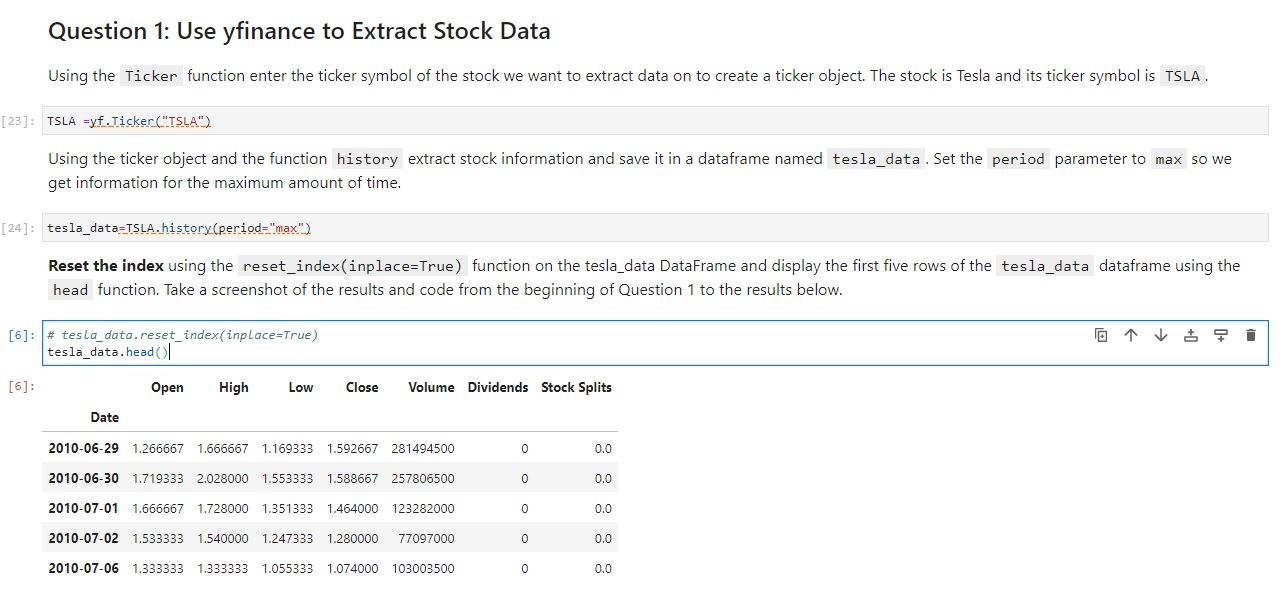 Question 1: Use yfinance to Extract Stock Data
Using the Ticker function enter the ticker symbol of the stock we want to extract data on to create a ticker object. The stock is Tesla and its ticker symbol is TSLA .
[23]: TSLA =yf.Ticker("TSLA")
Using the ticker object and the function history extract stock information and save it in a dataframe named tesla_data . Set the period parameter to max so we
get information for the maximum amount of time.
[24]: tesla_data=TSLA.history(period="max")
Reset the index using the reset_index(inplace=True) function on the tesla_data DataFrame and display the first five rows of the tesla_data dataframe using the
head function. Take a screenshot of the results and code from the beginning of Question 1 to the results below.
[6]: # tesla_data.reset_index(inplace=True)
tesla_data.head()
[6]: Open High Low Close Volume Dividends Stock Splits
Date
2010-06-29 1.266667 1.666667 1.169333 1.592667 281494500 0 0.0
2010-06-30 1.719333 2.028000 1.553333 1.588667 257806500 0 0.0
2010-07-01 1.666667 1.728000 1.351333 1.464000 123282000 0 0.0
2010-07-02 1.533333 1.540000 1.247333 1.280000 77097000 0 0.0
2010-07-06 1.333333 1.333333 1.055333 1.074000 103003500 0 0.0